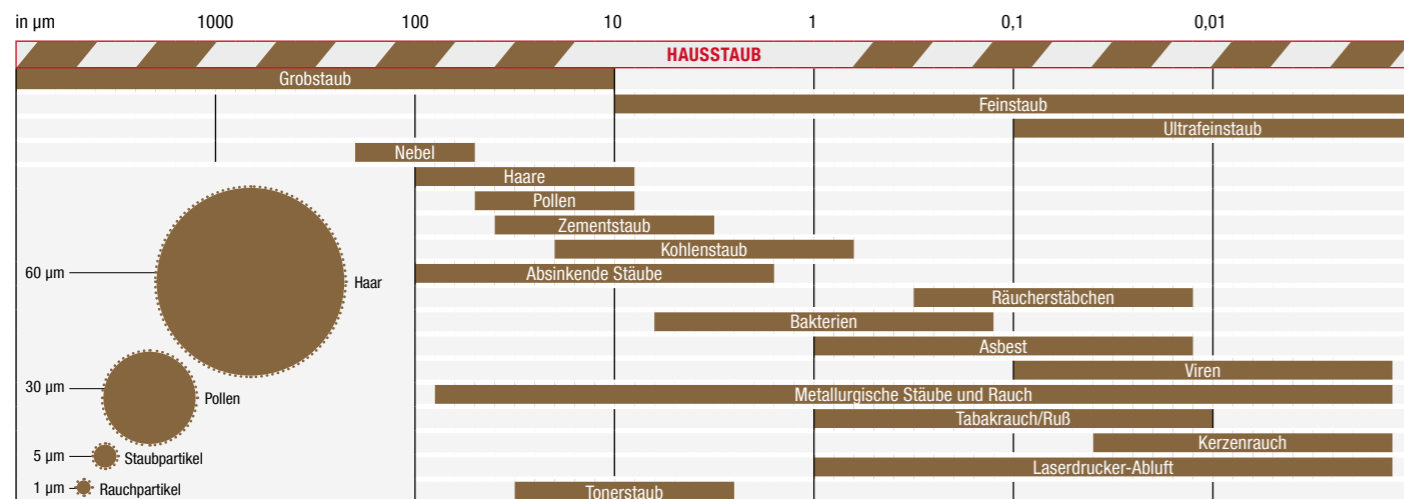 in µm 1000 100 10 1 0,1 0,01
HAUSSTAUB
Grobstaub
Feinstaub
Ultrafeinstaub
Nebel
Haare
Pollen
Zementstaub
Kohlenstaub
60 µm
Haar
Absinkende Stäube
Räucherstäbchen
Bakterien
Asbest
Viren
30 µm
Pollen
Metallurgische Stäube und Rauch
Tabakrauch/Ruß
Kerzenrauch
5 µm Staubpartikel
Laserdrucker-Abluft
1 µm Rauchpartikel
Tonerstaub